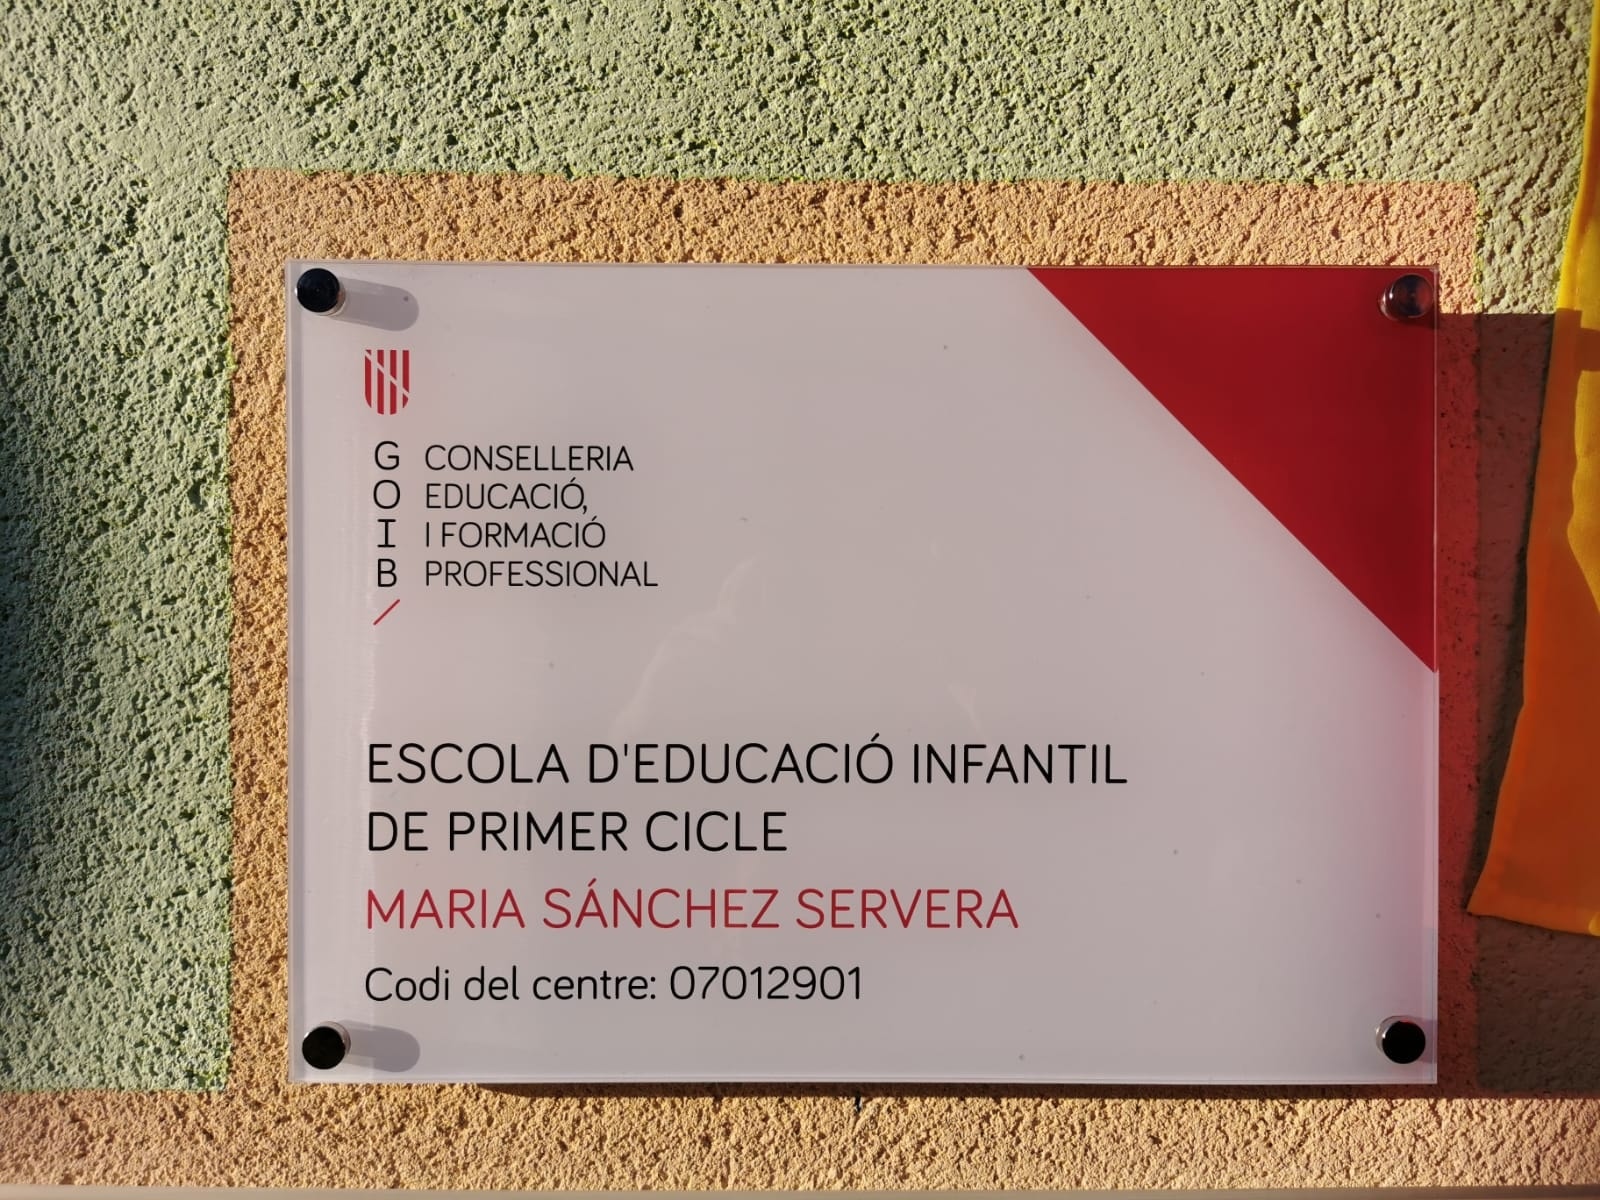 G CONSELLERIA
O EDUCACIÓ,
I I FORMACIÓ
B PROFESSIONAL
/
ESCOLA D'EDUCACIÓ INFANTIL
DE PRIMER CICLE
MARIA SÁNCHEZ SERVERA
Codi del centre: 07012901